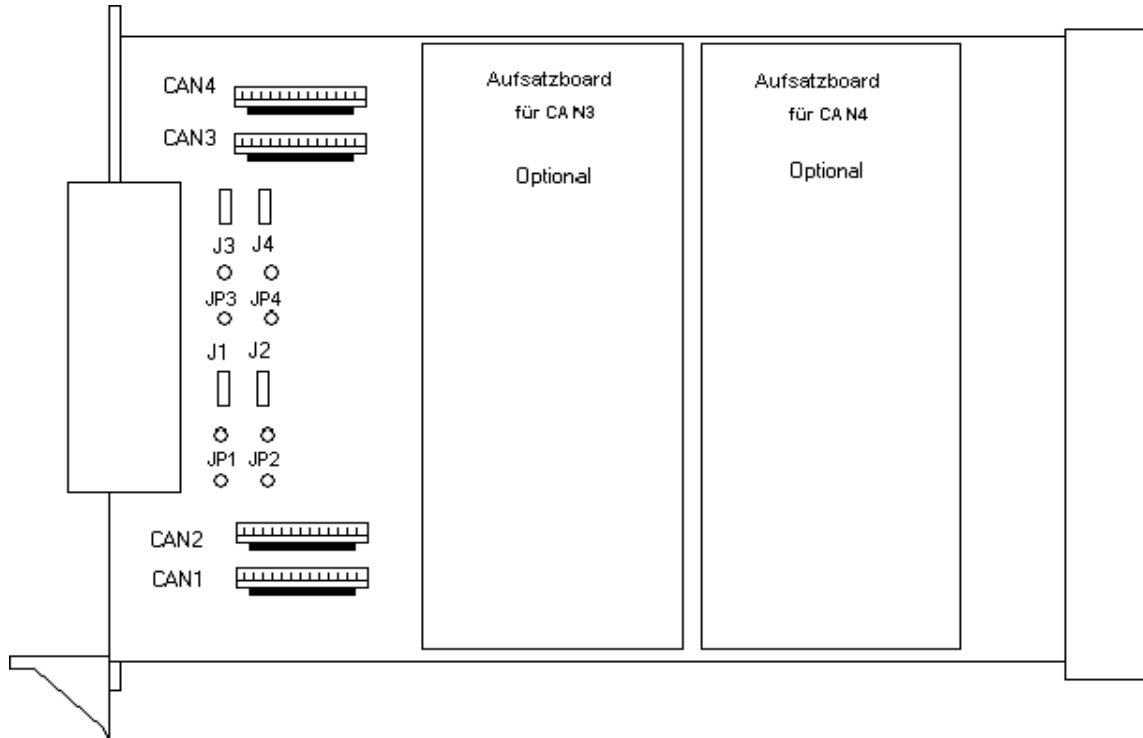 CAN4
CAN3
J3 J4
JP3 JP4
J1 J2
JP1 JP2
CAN2
CAN1
Aufsatzboard
für CAN3
Optional
Aufsatzboard
für CAN4
Optional